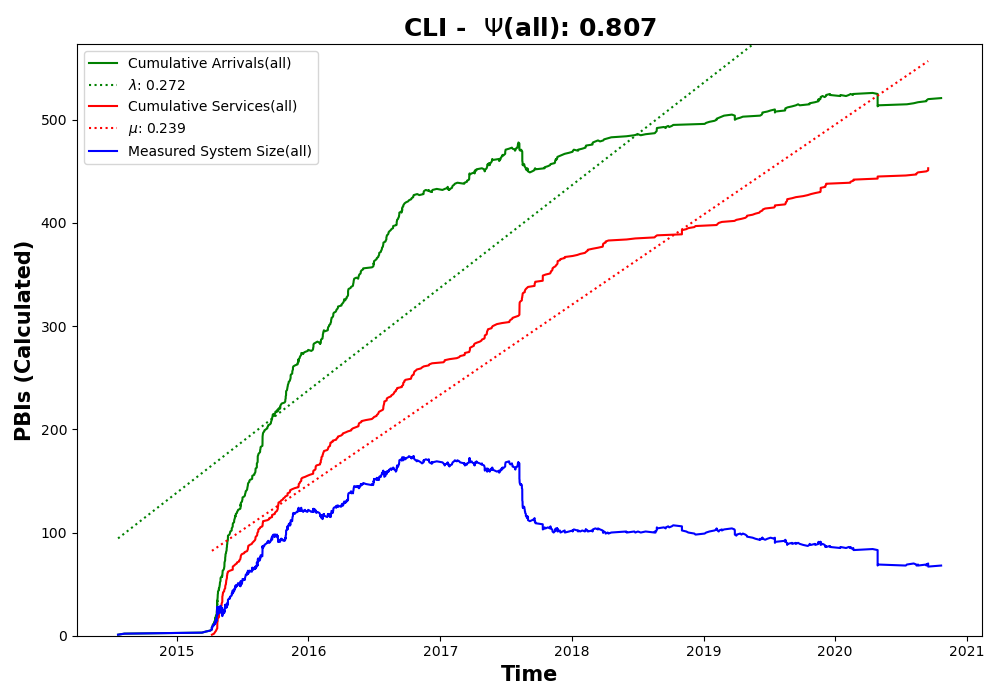 CLI - Ψ(all): 0.807
Cumulative Arrivals(all)
λ: 0.272
Cumulative Services(all)
μ: 0.239
Measured System Size(all)
PBIs (Calculated)
500
400
300
200
100
0
2015 2016 2017 2018 2019 2020 2021
Time